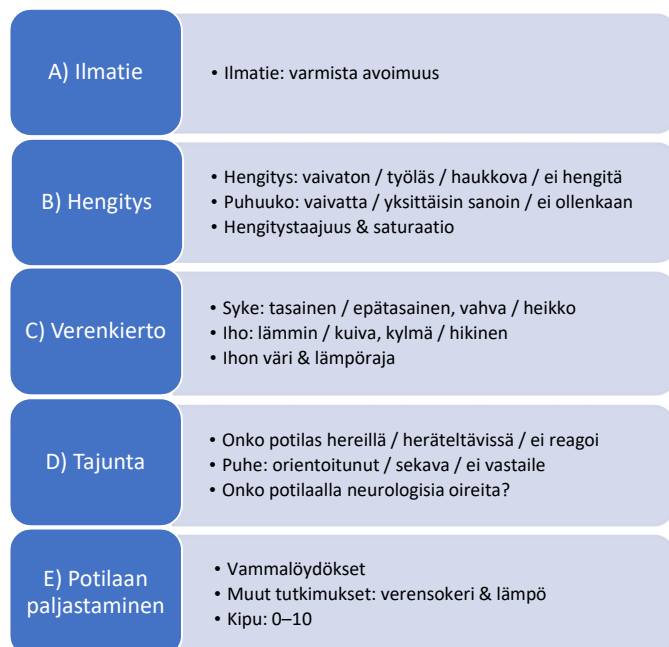 A) Ilmatie
• Ilmatie: varmista avoimuus
B) Hengitys
• Hengitys: vaivaton / työläs / haukkova / ei hengitä
• Puhuuko: vaivatta / yksittäisin sanoin / ei ollenkaan
• Hengitystaajuus & saturaatio
C) Verenkierto
• Syke: tasainen / epätasainen, vahva / heikko
• Iho: lämmin / kuiva, kylmä / hikinen
• Ihon väri & lämpöraja
D) Tajunta
• Onko potilas hereillä / heräteltävissä / ei reagoi
• Puhe: orientoitunut / sekava / ei vastaile
• Onko potilaalla neurologisia oireita?
E) Potilaan
paljastaminen
• Vammalöydökset
• Muut tutkimukset: verensokeri & lämpö
• Kipu: 0–10